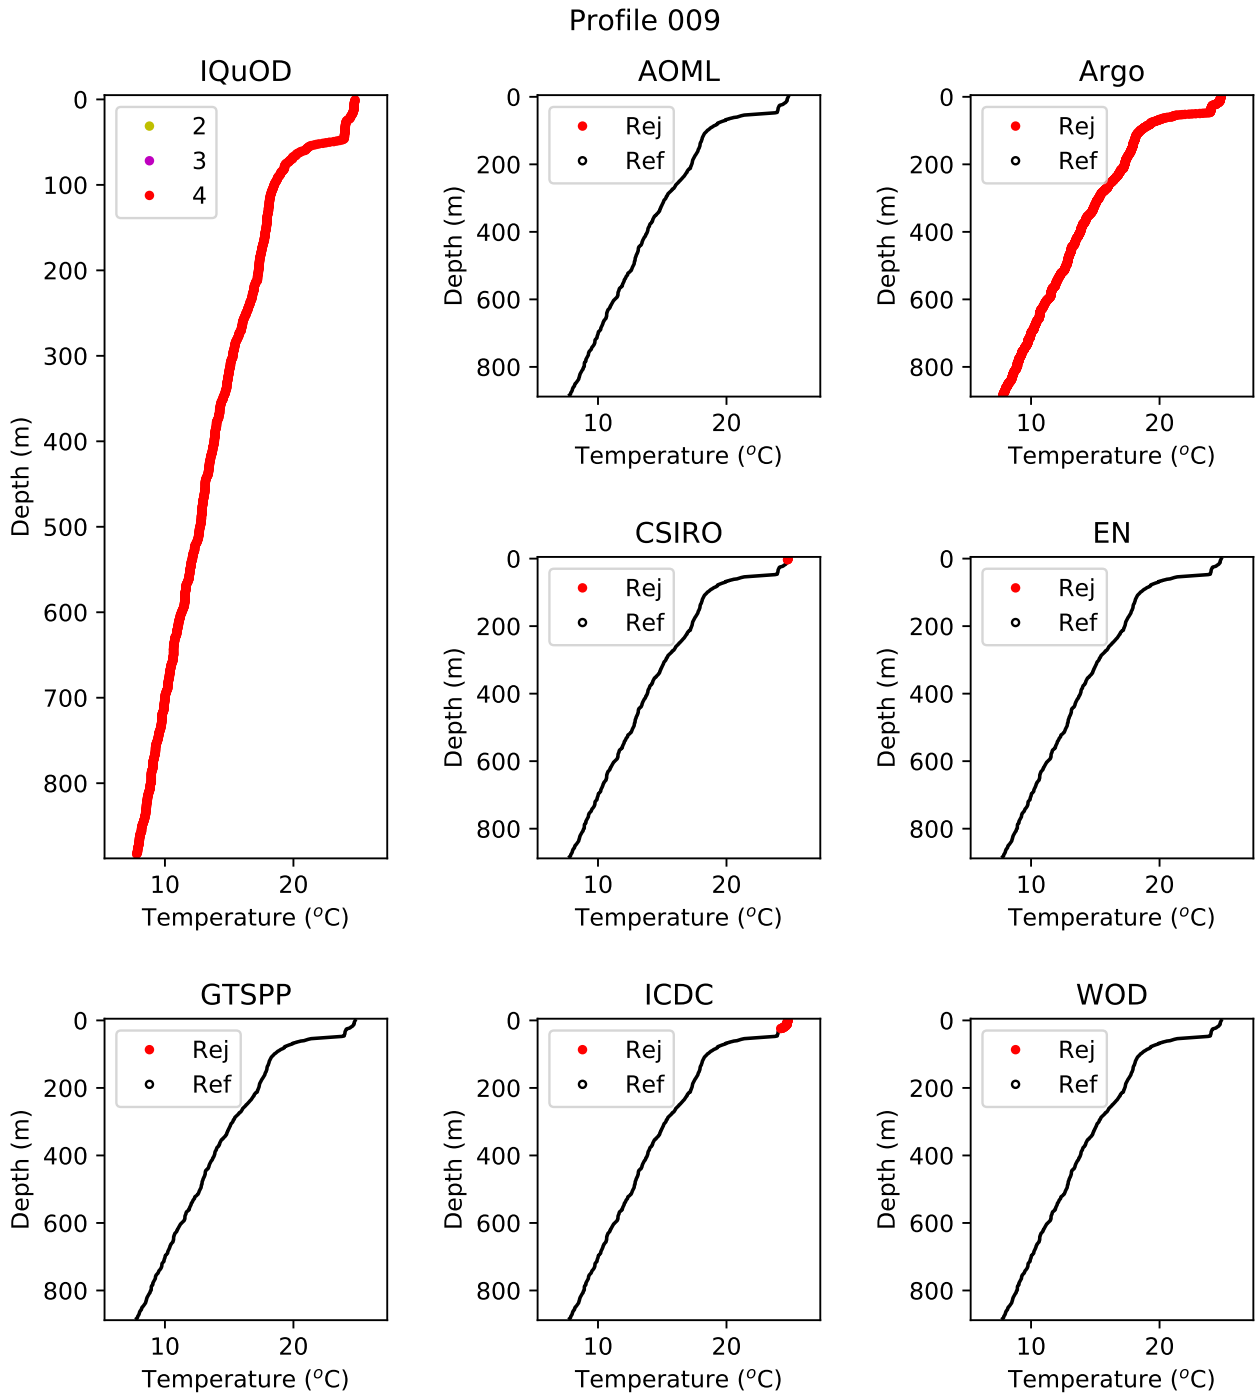 Profile 009
IQuOD
0
100
200
300
400
500
600
700
800
Depth (m)
10 20
Temperature (°C)
2
3
4
AOML
0
200
400
600
800
Depth (m)
10 20
Temperature (°C)
Rej
Ref
Argo
0
200
400
600
800
Depth (m)
10 20
Temperature (°C)
Rej
Ref
CSIRO
0
200
400
600
800
Depth (m)
10 20
Temperature (°C)
Rej
Ref
EN
0
200
400
600
800
Depth (m)
10 20
Temperature (°C)
Rej
Ref
GTSPP
0
200
400
600
800
Depth (m)
10 20
Temperature (°C)
Rej
Ref
ICDC
0
200
400
600
800
Depth (m)
10 20
Temperature (°C)
Rej
Ref
WOD
0
200
400
600
800
Depth (m)
10 20
Temperature (°C)
Rej
Ref